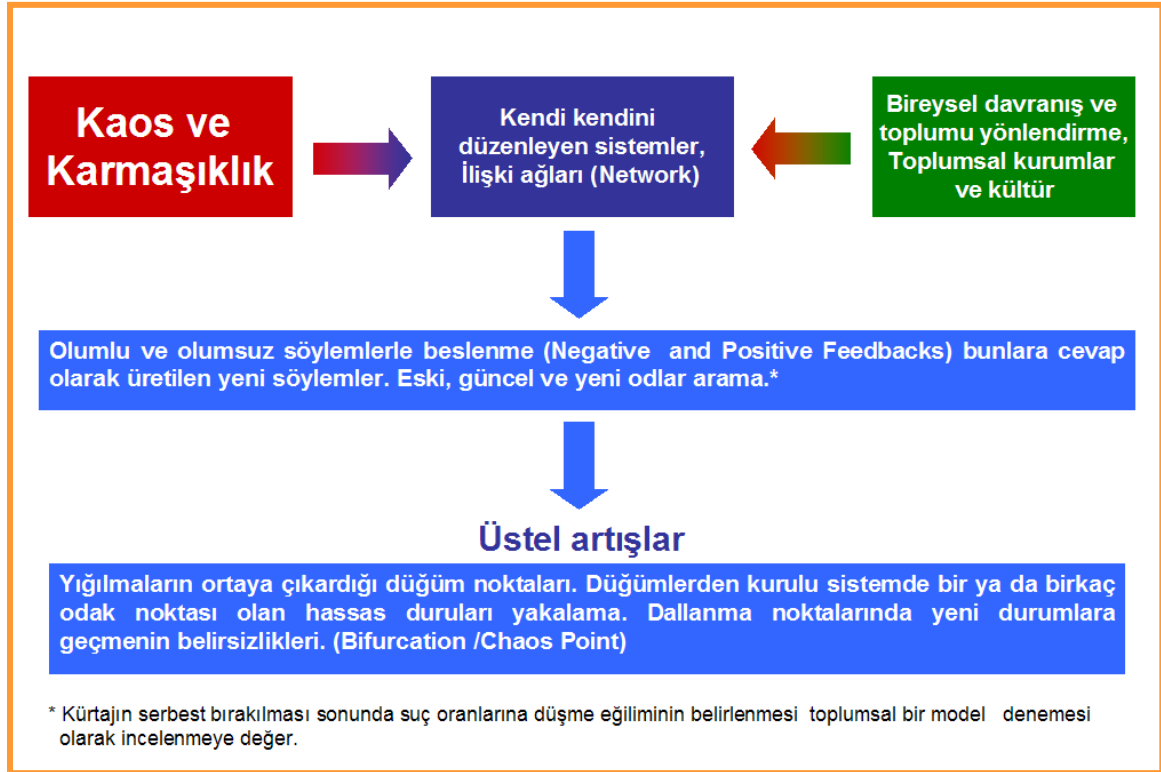 Kaos ve
Karmaşıklık
Kendi kendini
düzenleyen sistemler,
İlişki ağları (Network)
Bireysel davranış ve
toplumu yönlendirme,
Toplumsal kurumlar
ve kültür
Olumlu ve olumsuz söylemlerle beslenme (Negative and Positive Feedbacks) bunlara cevap
olarak üretilen yeni söylemler. Eski, güncel ve yeni odlar arama.*
Üstel artışlar
Yığılmaların ortaya çıkardığı düğüm noktaları. Düğümlerden kurulu sistemde bir ya da birkaç
odak noktası olan hassas duruları yakalama. Dallanma noktalarında yeni durumlara
geçmenin belirsizlikleri. (Bifurcation /Chaos Point)
* Kürtajın serbest bırakılması sonunda suç oranlarına düşme eğiliminin belirlenmesi toplumsal bir model denemesi
olarak incelenmeye değer.